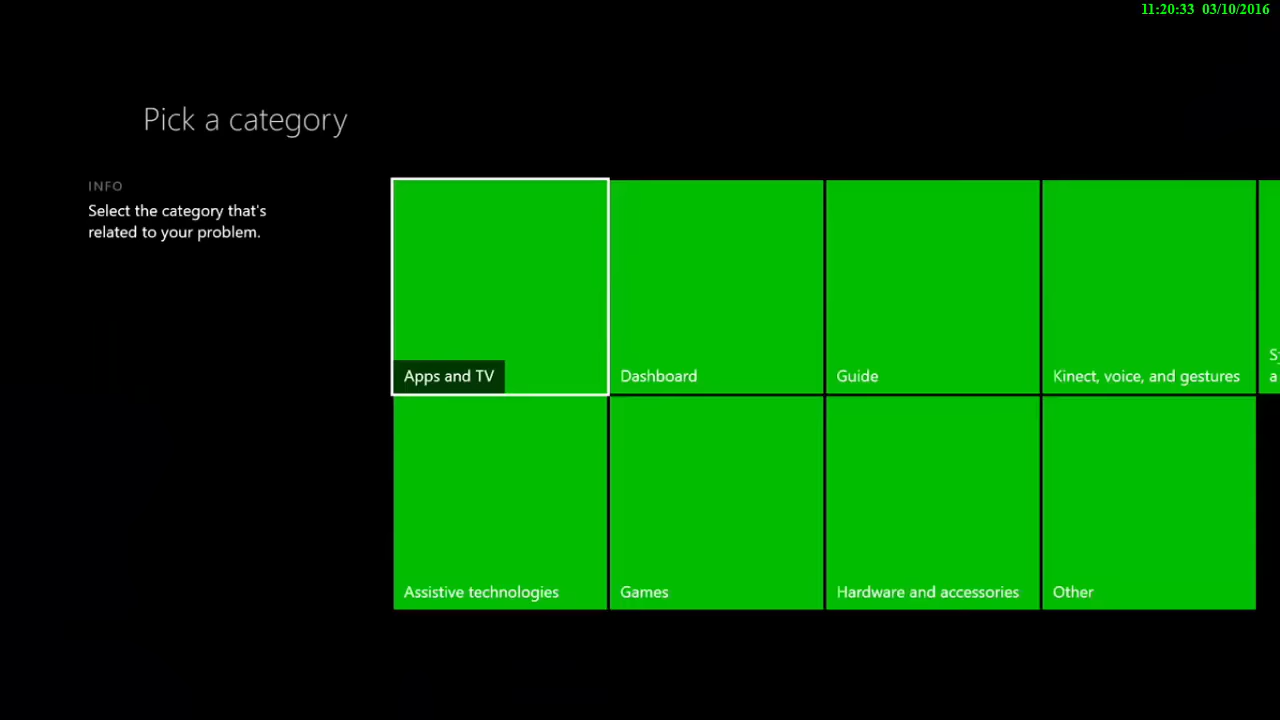 11:20:33 03/10/2016
Pick a category
INFO
Select the category that's
related to your problem.
Apps and TV
Dashboard
Guide
Kinect, voice, and gestures
Assistive technologies
Games
Hardware and accessories
Other